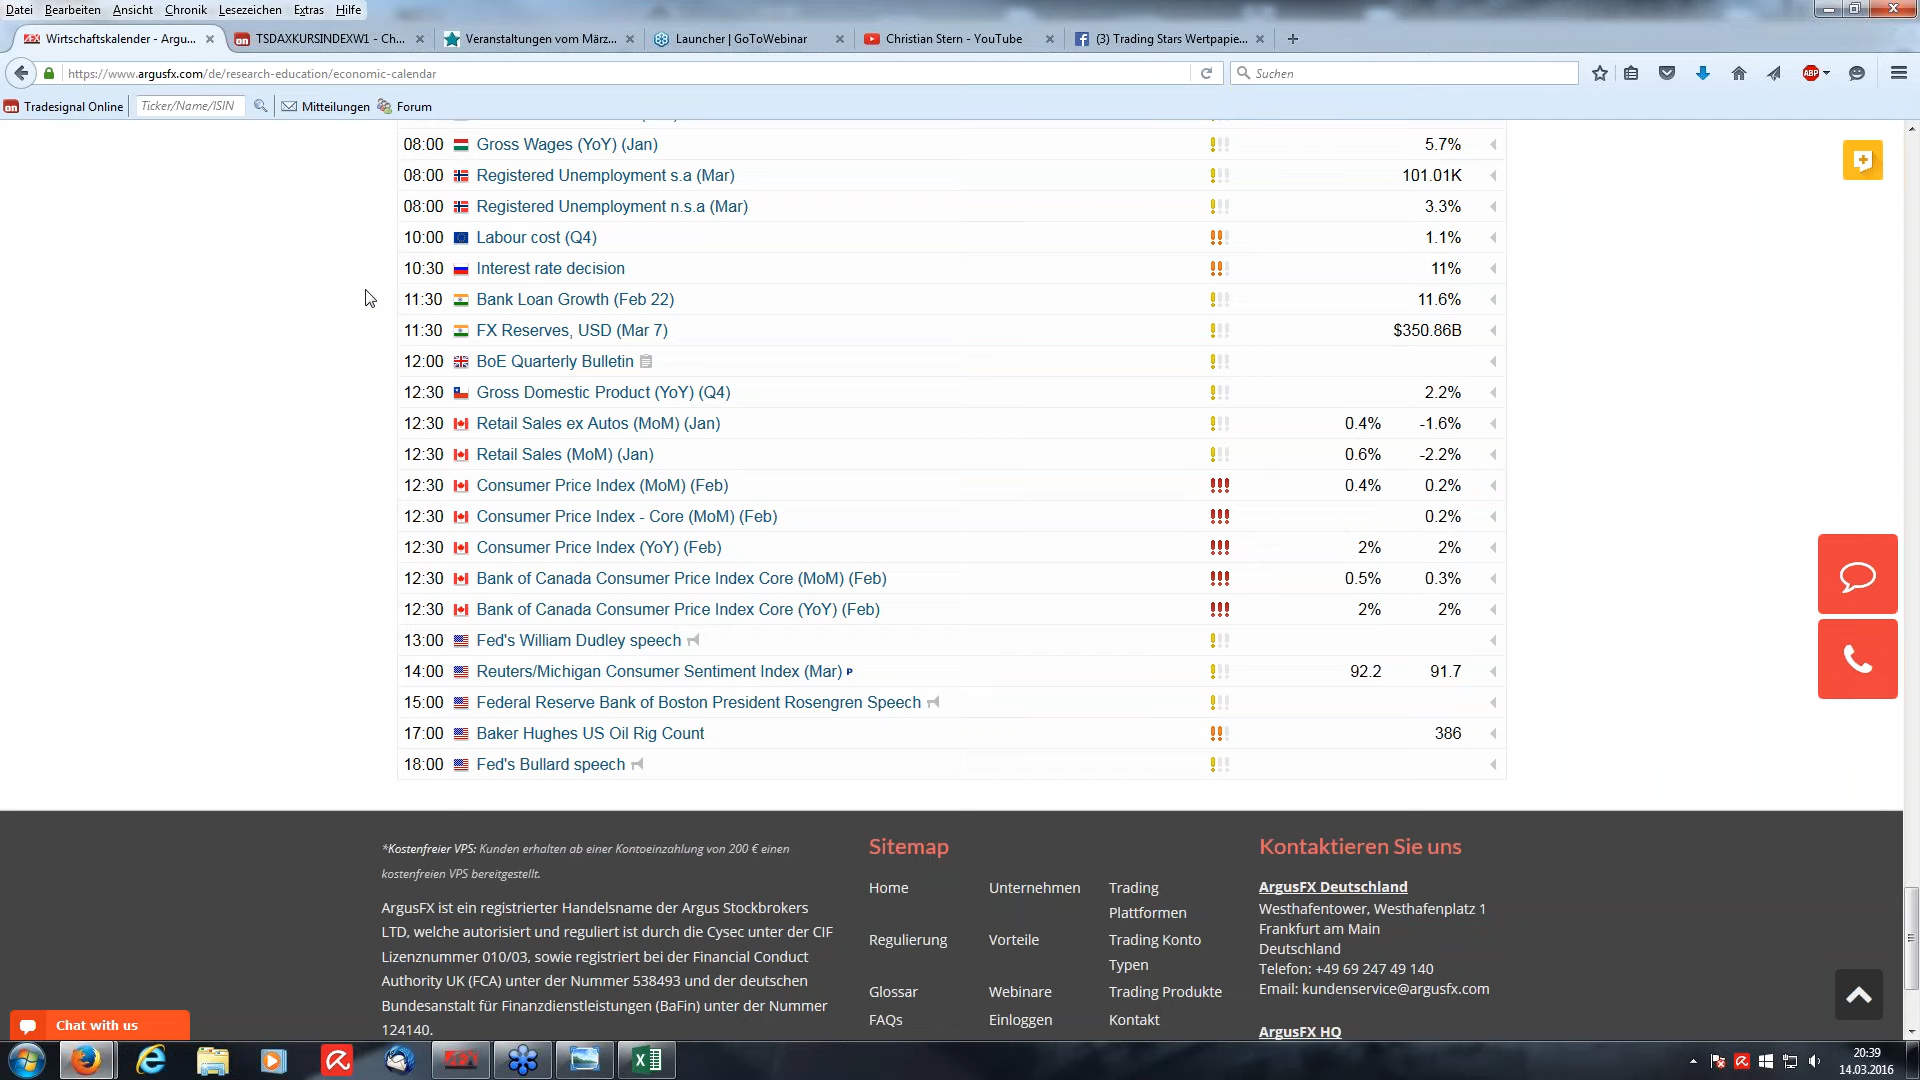 Datei Bearbeiten Ansicht Chronik Lesezeichen Extras Hilfe
Wirtschaftskalender - Argu... TSDAXKURSINDEXW1 - Ch... Veranstaltungen vom März... Launcher | GoToWebinar Christian Stern - YouTube (3) Trading Stars Wertpapie...
https://www.argusfx.com/de/research-education/economic-calendar Suchen
Tradesignal Online Ticker/Name/ISIN Mitteilungen Forum
08:00 Gross Wages (YoY) (Jan) 5.7%
08:00 Registered Unemployment s.a (Mar) 101.01K
08:00 Registered Unemployment n.s.a (Mar) 3.3%
10:00 Labour cost (Q4) 1.1%
10:30 Interest rate decision 11%
11:30 Bank Loan Growth (Feb 22) 11.6%
11:30 FX Reserves, USD (Mar 7) $350.86B
12:00 BoE Quarterly Bulletin
12:30 Gross Domestic Product (YoY) (Q4) 2.2%
12:30 Retail Sales ex Autos (MoM) (Jan) 0.4% -1.6%
12:30 Retail Sales (MoM) (Jan) 0.6% -2.2%
12:30 Consumer Price Index (MoM) (Feb) 0.4% 0.2%
12:30 Consumer Price Index - Core (MoM) (Feb) 0.2%
12:30 Consumer Price Index (YoY) (Feb) 2% 2%
12:30 Bank of Canada Consumer Price Index Core (MoM) (Feb) 0.5% 0.3%
12:30 Bank of Canada Consumer Price Index Core (YoY) (Feb) 2% 2%
13:00 Fed's William Dudley speech
14:00 Reuters/Michigan Consumer Sentiment Index (Mar) P 92.2 91.7
15:00 Federal Reserve Bank of Boston President Rosengren Speech
17:00 Baker Hughes US Oil Rig Count 386
18:00 Fed's Bullard speech
*Kostenfreier VPS: Kunden erhalten ab einer Kontoeinzahlung von 200 € einen
kostenfreien VPS bereitgestellt.
ArgusFX ist ein registrierter Handelsname der Argus Stockbrokers
LTD, welche autorisiert und reguliert ist durch die Cysec unter der CIF
Lizenznummer 010/03, sowie registriert bei der Financial Conduct
Authority UK (FCA) unter der Nummer 538493 und der deutschen
Bundesanstalt für Finanzdienstleistungen (BaFin) unter der Nummer
124140.
Sitemap
Home Unternehmen Trading
Plattformen
Regulierung Vorteile Trading Konto
Typen
Glossar Webinare Trading Produkte
FAQs Einloggen Kontakt
Kontaktieren Sie uns
ArgusFX Deutschland
Westhafentower, Westhafenplatz 1
Frankfurt am Main
Deutschland
Telefon: +49 69 247 49 140
Email: kundenservice@argusfx.com
ArgusFX HQ
Chat with us
20:39
14.03.2016